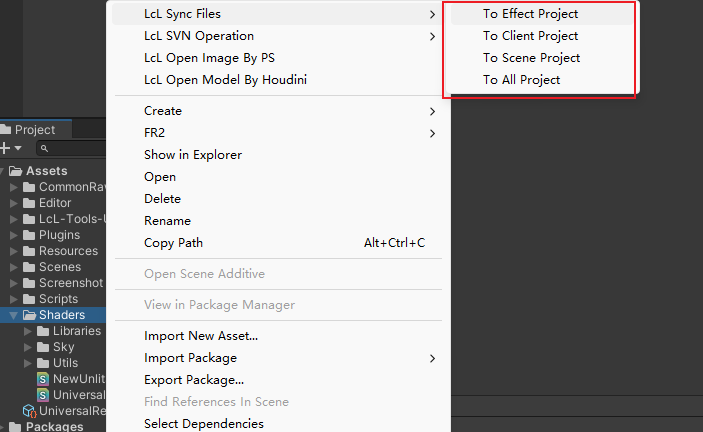 LcL Sync Files
LcL SVN Operation
LcL Open Image By PS
LcL Open Model By Houdini
Create
FR2
Show in Explorer
Open
Delete
Rename
Copy Path Alt+Ctrl+C
Open Scene Additive
View in Package Manager
Import New Asset...
Import Package
Export Package...
Find References In Scene
Select Dependencies
To Effect Project
To Client Project
To Scene Project
To All Project
Project
Assets
CommonRa
Editor
LcL-Tools-
Plugins
Resources
Scenes
Screenshot
Scripts
Shaders
Libraries
Sky
Utils
NewUnlit
Universal
UniversalRe
Packages